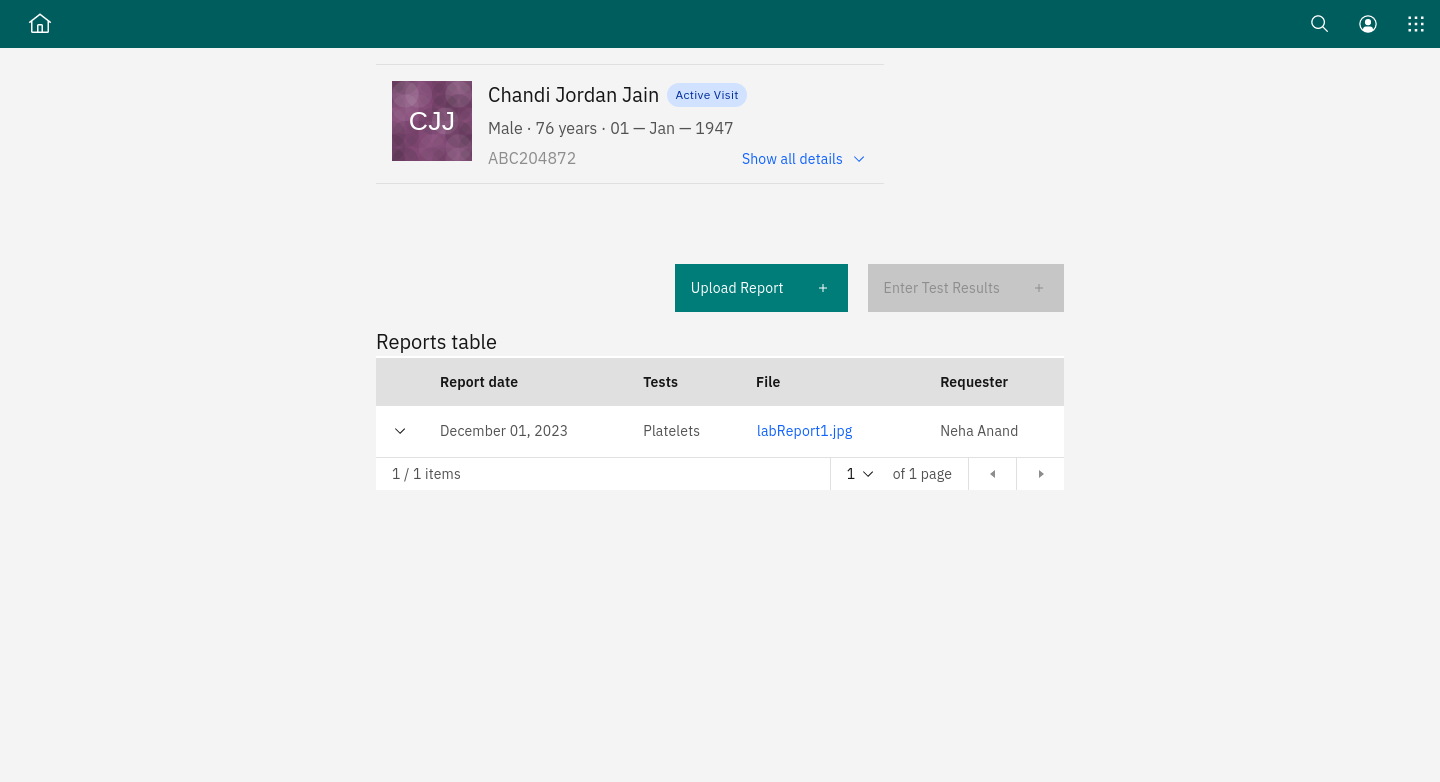 Chandi Jordan Jain Active Visit
CJJ
Male · 76 years · 01 — Jan — 1947
ABC204872 Show all details
Upload Report + Enter Test Results +
Reports table
Report date Tests File Requester
December 01, 2023 Platelets labReport1.jpg Neha Anand
1 / 1 items 1 of 1 page